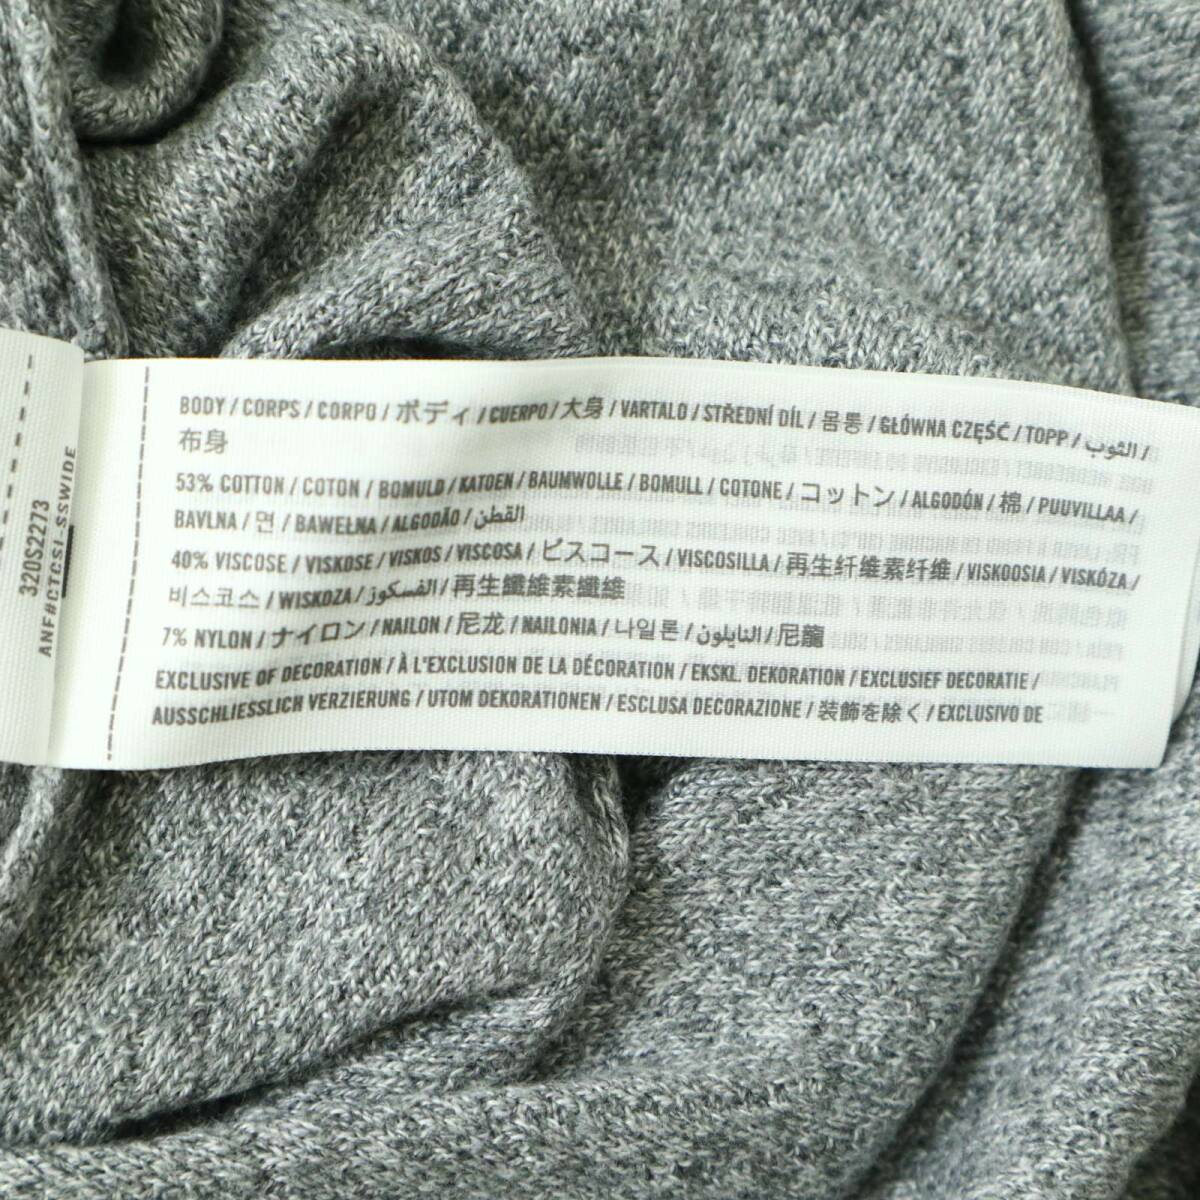 BODY / CORPS / CORPO / ボディ / CUERPO / 大身 / VARTALO / STŘEDNÍ DÍL / 몸통 / GŁÓWNA CZĘŚĆ / TOPP / الثوب /
布身
53% COTTON / COTON / BOMULD / KATOEN / BAUMWOLLE / BOMULL / COTONE / コットン / ALGODÓN / 棉 / PUUVILLAA /
BAVLNA / 면 / BAWEŁNA / ALGODÃO / القطن
40% VISCOSE / VISKOSE / VISKOS / VISCOSA / ビスコース / VISCOSILLA / 再生纤维素纤维 / VISKOOSIA / VISKÓZA /
비스코스 / WISKOZA / الفسكوز / 再生纖維素纖維
7% NYLON / ナイロン / NAILON / 尼龙 / NAILONIA / 나일론 / النايلون / 尼龍
EXCLUSIVE OF DECORATION / À L'EXCLUSION DE LA DÉCORATION / EKSKL. DEKORATION / EXCLUSIEF DECORATIE /
AUSSCHLIESSLICH VERZIERUNG / UTOM DEKORATIONEN / ESCLUSA DECORAZIONE / 装飾を除く / EXCLUSIVO DE
320S2273
ANF#CTCSI-SSWIDE